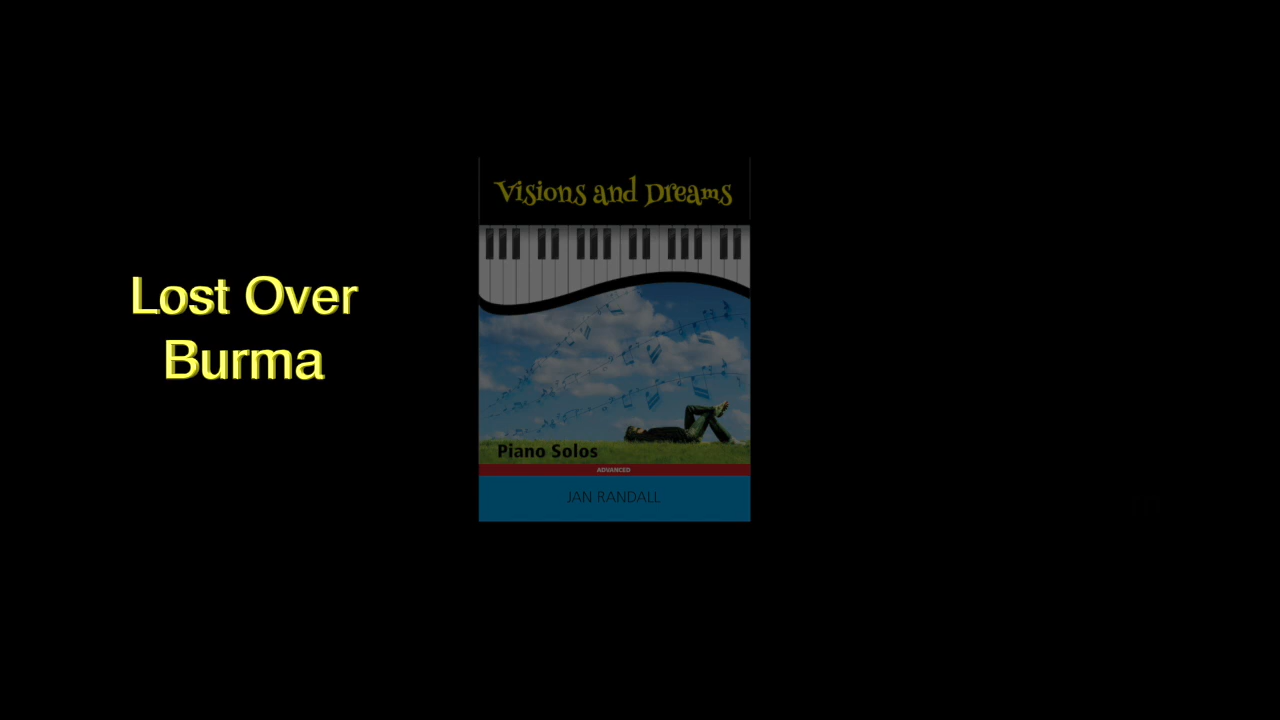 Lost Over
Burma
Visions and Dreams
Piano Solos
ADVANCED
JAN RANDALL